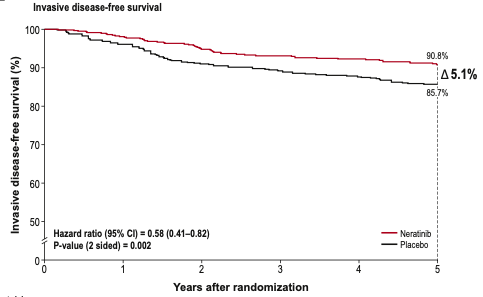 Invasive disease-free survival
100
90
80
70
60
50
0
Invasive disease-free survival (%)
90.8%
Δ 5.1%
85.7%
Hazard ratio (95% CI) = 0.58 (0.41–0.82)
P-value (2 sided) = 0.002
Neratinib
Placebo
0 1 2 3 4 5
Years after randomization